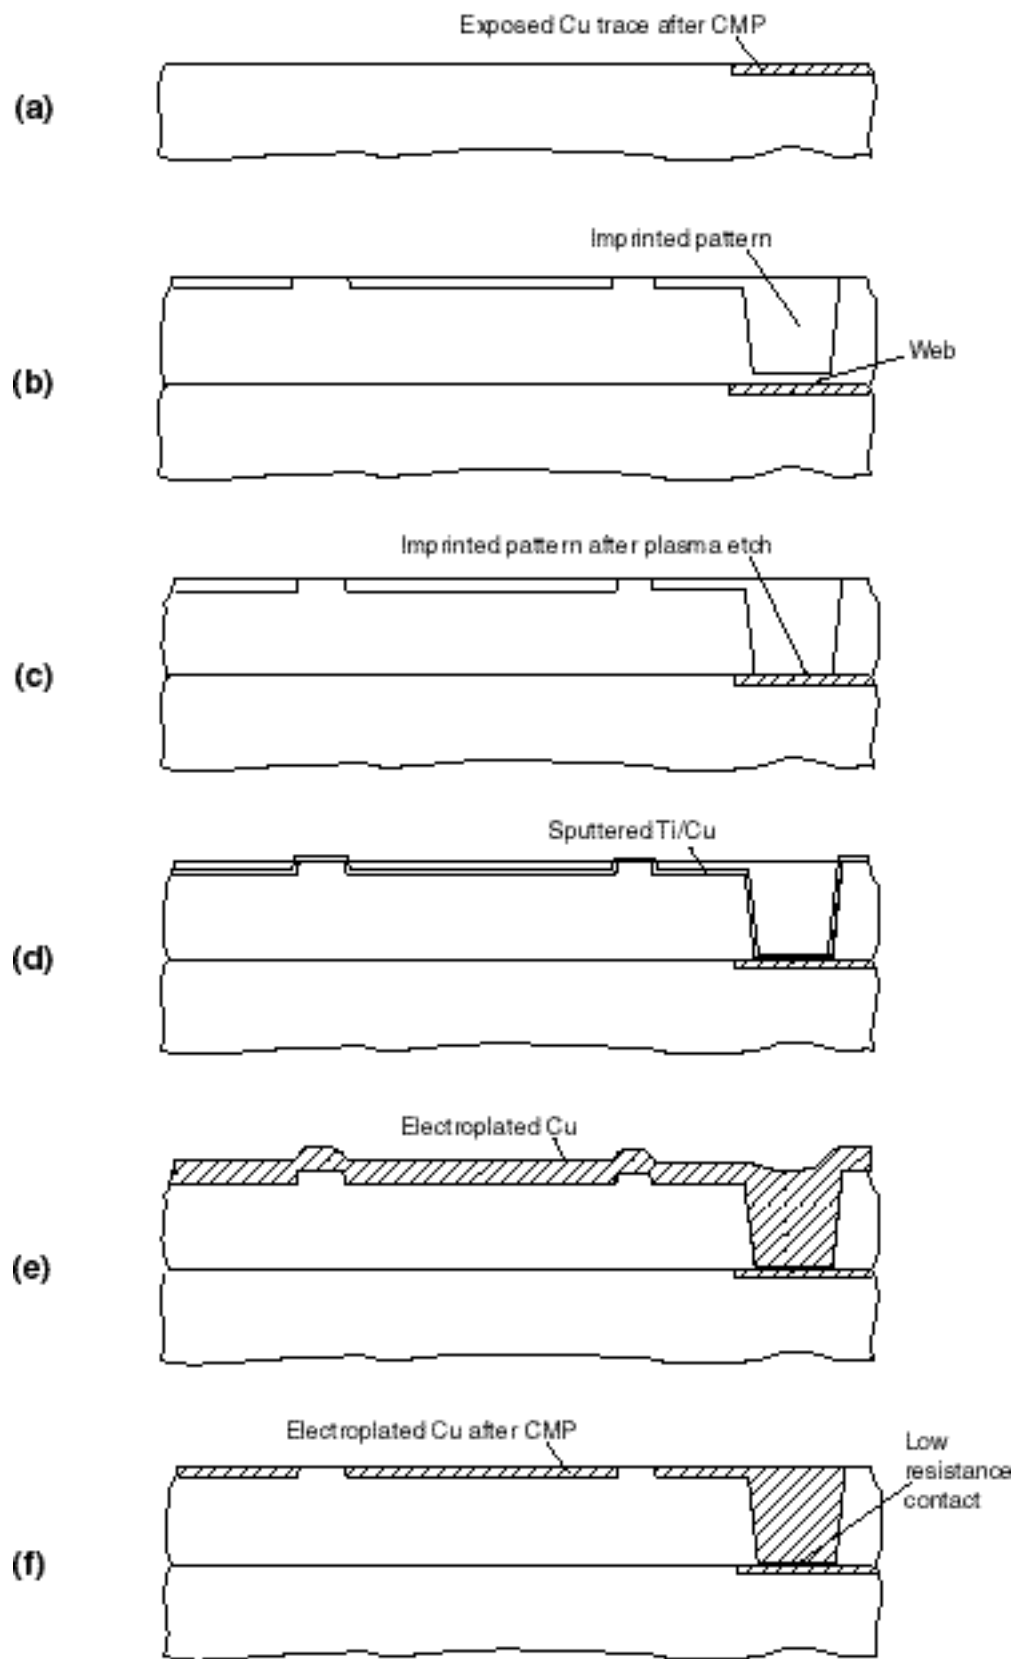 Exposed Cu trace after CMP
(a)
Imprinted pattern
Web
(b)
Imprinted pattern after plasma etch
(c)
Sputtered Ti/Cu
(d)
Electroplated Cu
(e)
Electroplated Cu after CMP
Low
resistance
contact
(f)